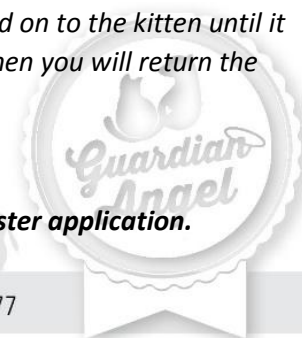 d on to the kitten until it
hen you will return the
Guardian
Angel
ster application.
77